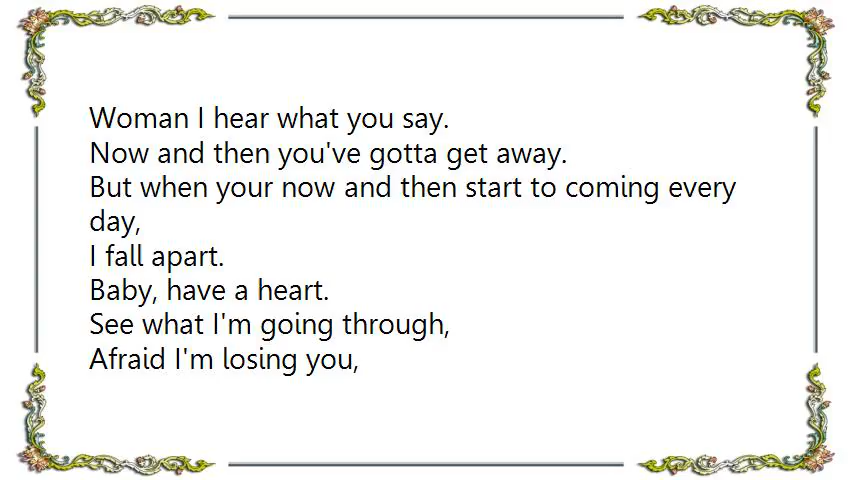 Woman I hear what you say.
Now and then you've gotta get away.
But when your now and then start to coming every
day,
I fall apart.
Baby, have a heart.
See what I'm going through,
Afraid I'm losing you,